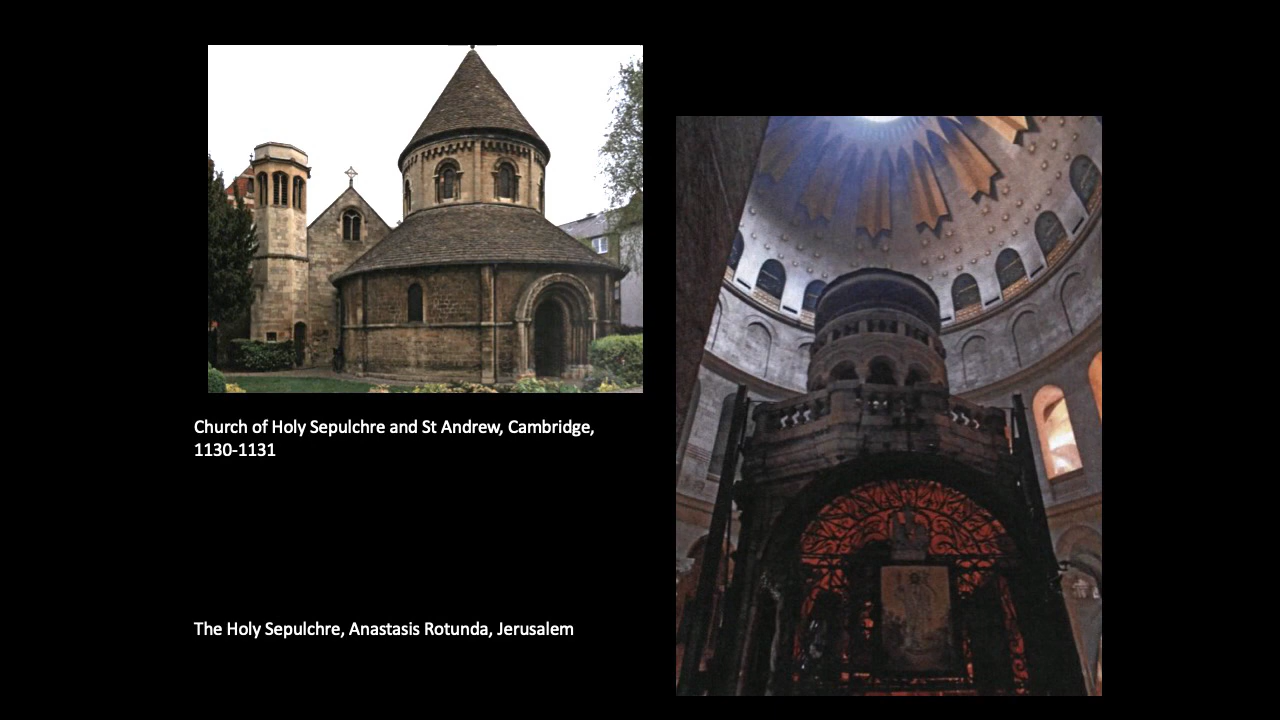 Church of Holy Sepulchre and St Andrew, Cambridge,
1130-1131
The Holy Sepulchre, Anastasis Rotunda, Jerusalem